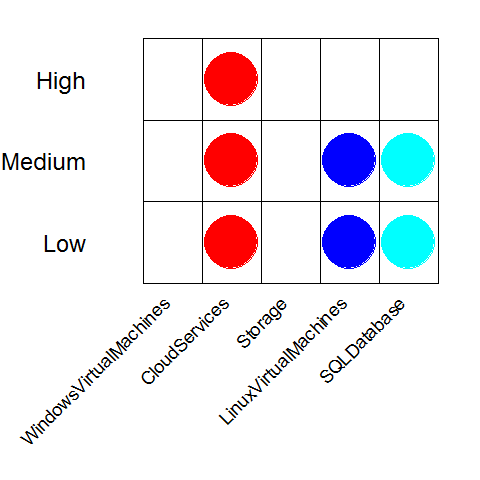 High
Medium
Low
WindowsVirtualMachines
CloudServices
Storage
LinuxVirtualMachines
SQLDatabase